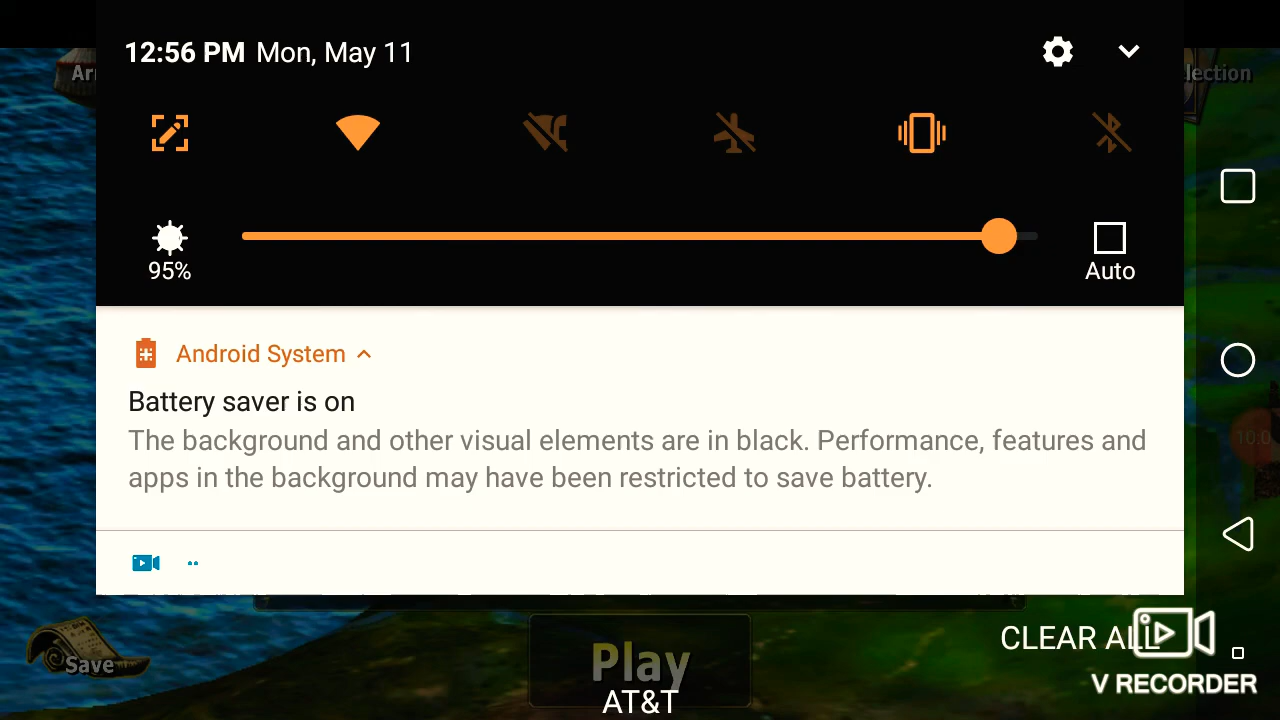 12:56 PM Mon, May 11
95%
Auto
Android System
Battery saver is on
The background and other visual elements are in black. Performance, features and
apps in the background may have been restricted to save battery.
Save
Play
CLEAR ALL
V RECORDER
AT&T